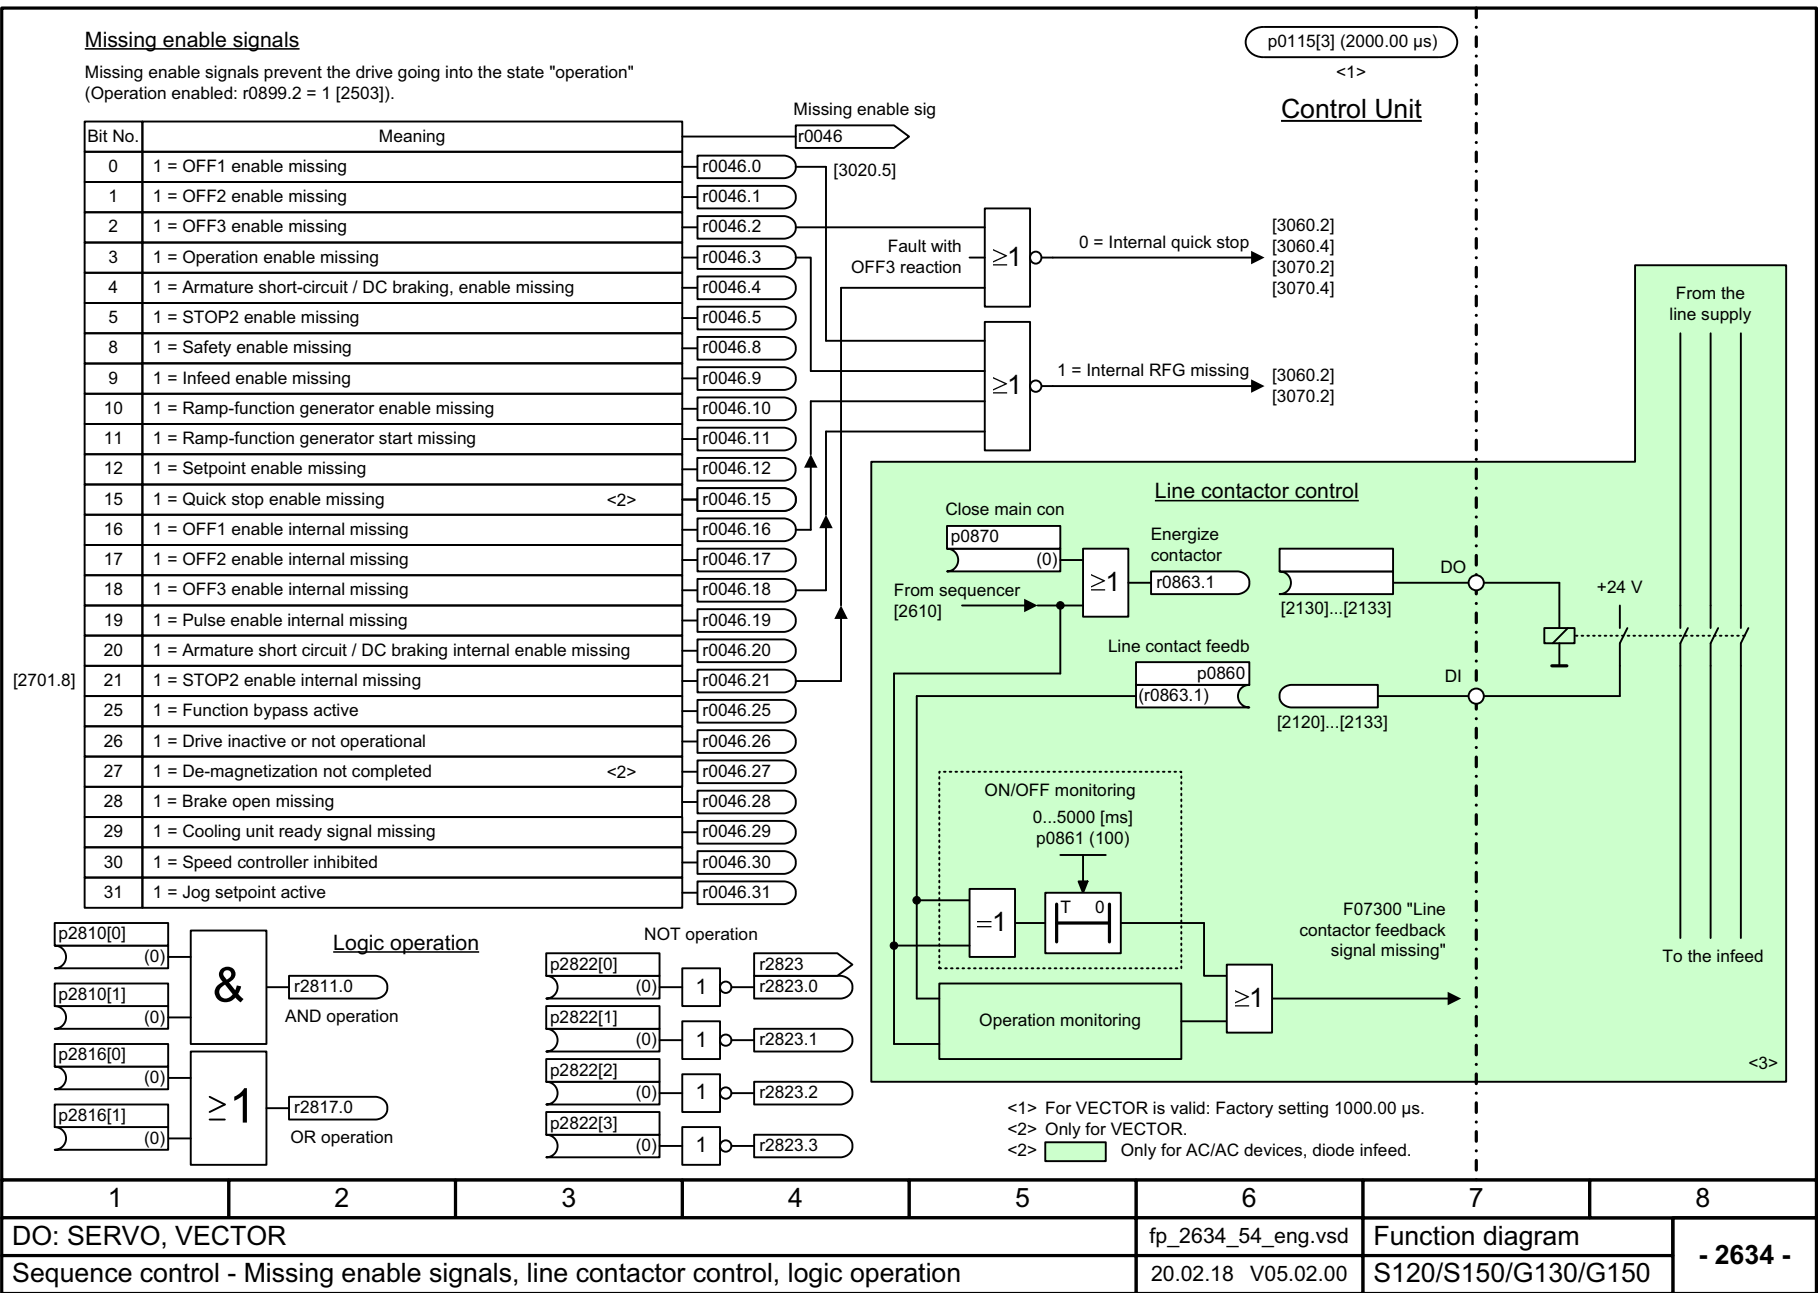 Missing enable signals
Missing enable signals prevent the drive going into the state "operation"
(Operation enabled: r0899.2 = 1 [2503]).
p0115[3] (2000.00 µs)
<1>
Control Unit
Missing enable sig
r0046
Bit No. Meaning
0 1 = OFF1 enable missing r0046.0 [3020.5]
1 1 = OFF2 enable missing r0046.1
2 1 = OFF3 enable missing r0046.2
3 1 = Operation enable missing r0046.3
4 1 = Armature short-circuit / DC braking, enable missing r0046.4
5 1 = STOP2 enable missing r0046.5
8 1 = Safety enable missing r0046.8
9 1 = Infeed enable missing r0046.9
10 1 = Ramp-function generator enable missing r0046.10
11 1 = Ramp-function generator start missing r0046.11
12 1 = Setpoint enable missing r0046.12
15 1 = Quick stop enable missing <2> r0046.15
16 1 = OFF1 enable internal missing r0046.16
17 1 = OFF2 enable internal missing r0046.17
18 1 = OFF3 enable internal missing r0046.18
19 1 = Pulse enable internal missing r0046.19
20 1 = Armature short circuit / DC braking internal enable missing r0046.20
[2701.8] 21 1 = STOP2 enable internal missing r0046.21
25 1 = Function bypass active r0046.25
26 1 = Drive inactive or not operational r0046.26
27 1 = De-magnetization not completed <2> r0046.27
28 1 = Brake open missing r0046.28
29 1 = Cooling unit ready signal missing r0046.29
30 1 = Speed controller inhibited r0046.30
31 1 = Jog setpoint active r0046.31
Fault with
OFF3 reaction
≥1
0 = Internal quick stop
[3060.2]
[3060.4]
[3070.2]
[3070.4]
≥1
1 = Internal RFG missing
[3060.2]
[3070.2]
From the
line supply
Line contactor control
Close main con
p0870
(0)
From sequencer
[2610]
≥1
Energize
contactor
r0863.1
[2130]...[2133]
DO
+24 V
Line contact feedb
p0860
(r0863.1)
[2120]...[2133]
DI
ON/OFF monitoring
0...5000 [ms]
p0861 (100)
=1
T 0
Operation monitoring
≥1
F07300 "Line
contactor feedback
signal missing"
To the infeed
<3>
p2810[0]
(0)
p2810[1]
(0)
&
Logic operation
r2811.0
AND operation
p2816[0]
(0)
p2816[1]
(0)
≥1
r2817.0
OR operation
NOT operation
p2822[0]
(0)
1
r2823
r2823.0
p2822[1]
(0)
1
r2823.1
p2822[2]
(0)
1
r2823.2
p2822[3]
(0)
1
r2823.3
<1> For VECTOR is valid: Factory setting 1000.00 µs.
<2> Only for VECTOR.
<2> Only for AC/AC devices, diode infeed.
1 2 3 4 5 6 7 8
DO: SERVO, VECTOR
fp_2634_54_eng.vsd
Function diagram
- 2634 -
Sequence control - Missing enable signals, line contactor control, logic operation
20.02.18 V05.02.00
S120/S150/G130/G150